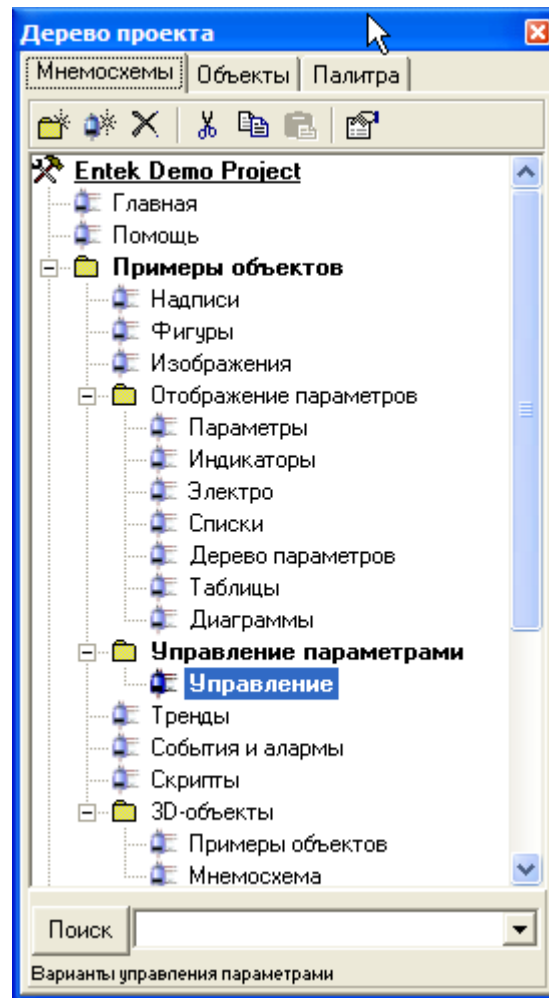 Дерево проекта
Мнемосхемы Объекты Палитра
Entek Demo Project
Главная
Помощь
Примеры объектов
Надписи
Фигуры
Изображения
Отображение параметров
Параметры
Индикаторы
Электро
Списки
Дерево параметров
Таблицы
Диаграммы
Управление параметрами
Управление
Тренды
События и алармы
Скрипты
3D-объекты
Примеры объектов
Мнемосхема
Поиск
Варианты управления параметрами